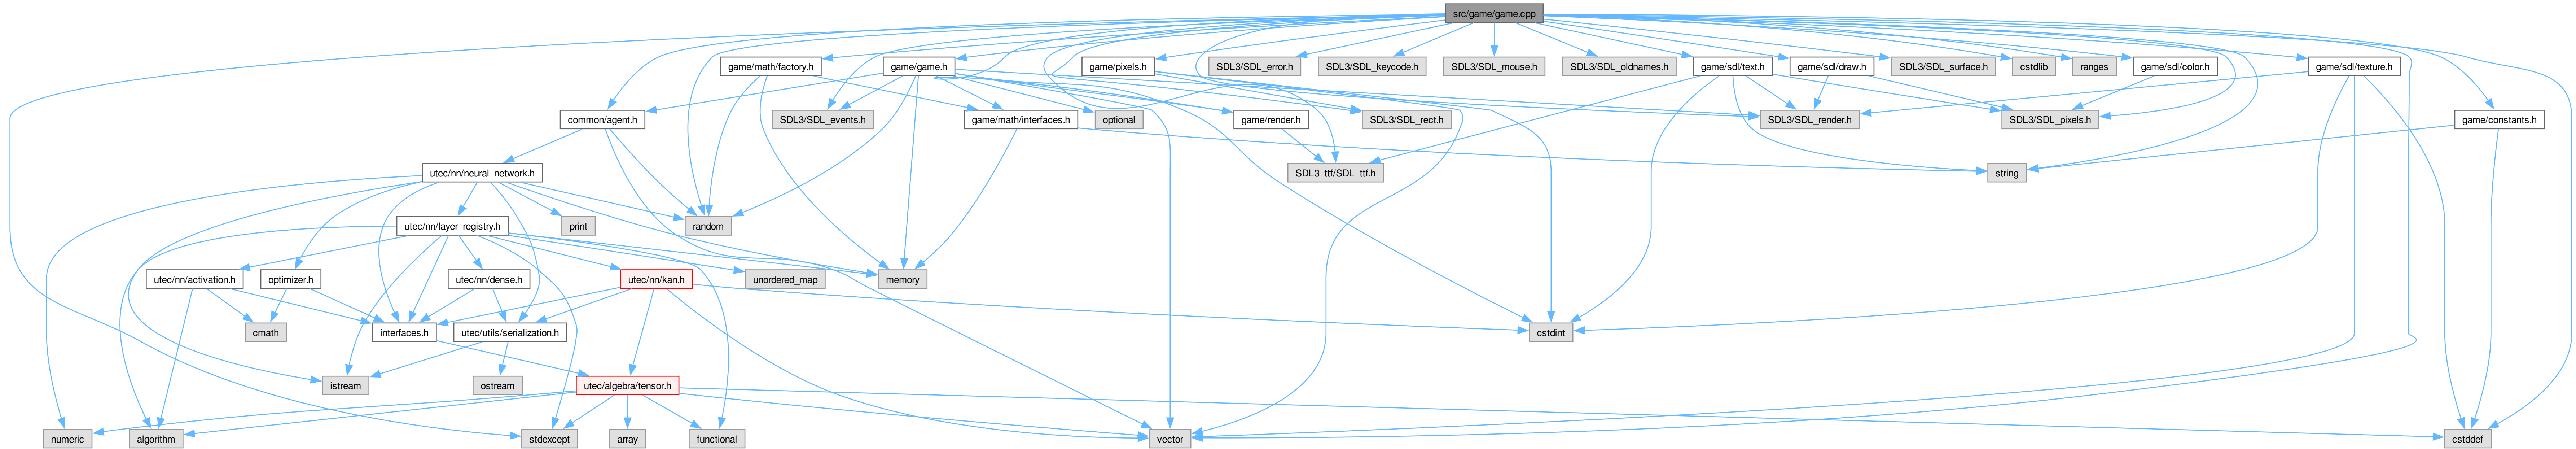 src/game/game.cpp
game/math/factory.h
game/game.h
game/pixels.h
SDL3/SDL_error.h
SDL3/SDL_keycode.h
SDL3/SDL_mouse.h
SDL3/SDL_oldnames.h
game/sdl/text.h
game/sdl/draw.h
SDL3/SDL_surface.h
cstdlib
ranges
game/sdl/color.h
game/sdl/texture.h
common/agent.h
SDL3/SDL_events.h
game/math/interfaces.h
optional
game/render.h
SDL3/SDL_rect.h
SDL3/SDL_render.h
SDL3/SDL_pixels.h
game/constants.h
utec/nn/neural_network.h
SDL3_ttf/SDL_ttf.h
string
utec/nn/layer_registry.h
print
random
utec/nn/activation.h
optimizer.h
utec/nn/dense.h
utec/nn/kan.h
unordered_map
memory
cmath
interfaces.h
utec/utils/serialization.h
cstdint
istream
ostream
utec/algebra/tensor.h
numeric
algorithm
stdexcept
array
functional
vector
cstddef